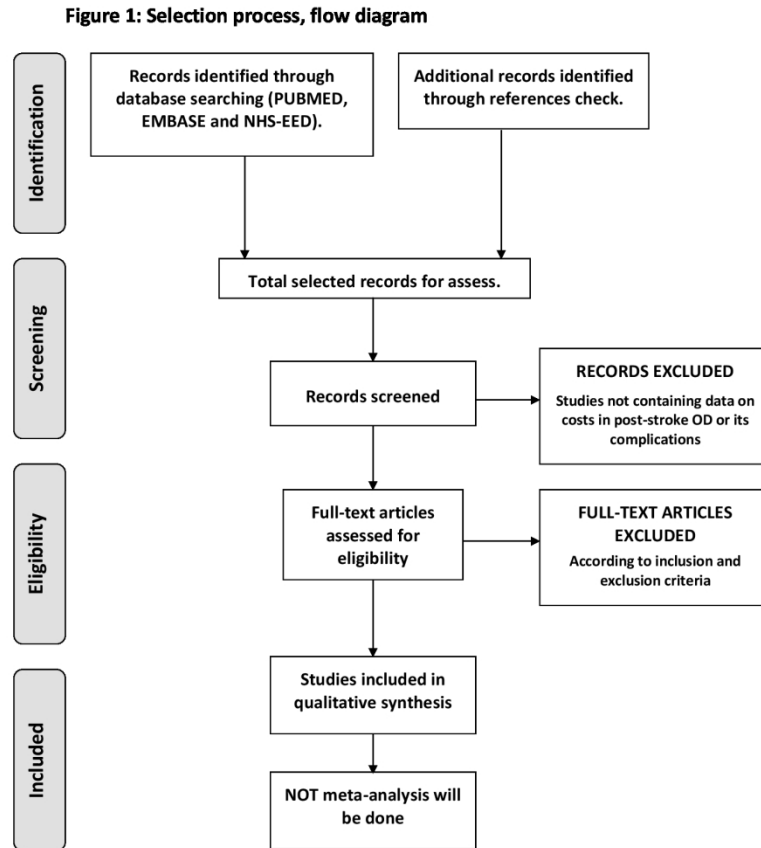 Figure 1: Selection process, flow diagram
Identification
Records identified through
database searching (PUBMED,
EMBASE and NHS-EED).
Additional records identified
through references check.
Screening
Total selected records for assess.
Records screened
RECORDS EXCLUDED
Studies not containing data on
costs in post-stroke OD or its
complications
Eligibility
Full-text articles
assessed for
eligibility
FULL-TEXT ARTICLES
EXCLUDED
According to inclusion and
exclusion criteria
Included
Studies included in
qualitative synthesis
NOT meta-analysis will
be done